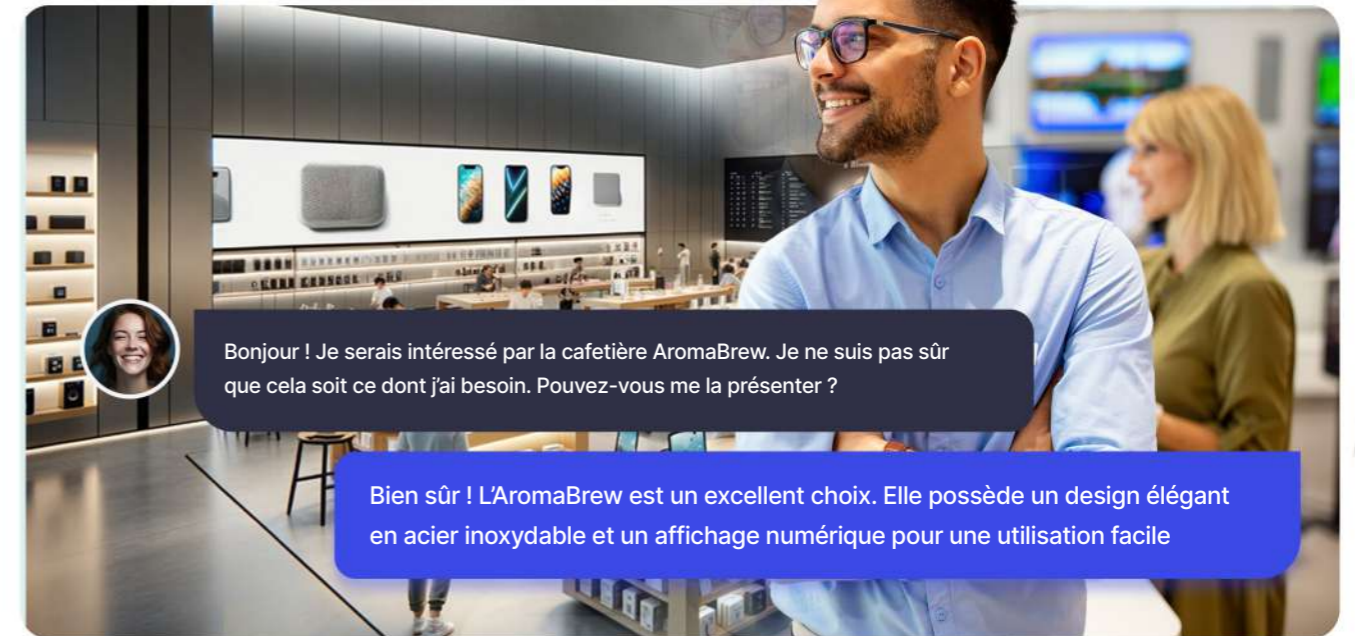 Bonjour ! Je serais intéressé par la cafetière AromaBrew. Je ne suis pas sûr
que cela soit ce dont j’ai besoin. Pouvez-vous me la présenter ?
Bien sûr ! L’AromaBrew est un excellent choix. Elle possède un design élégant
en acier inoxydable et un affichage numérique pour une utilisation facile